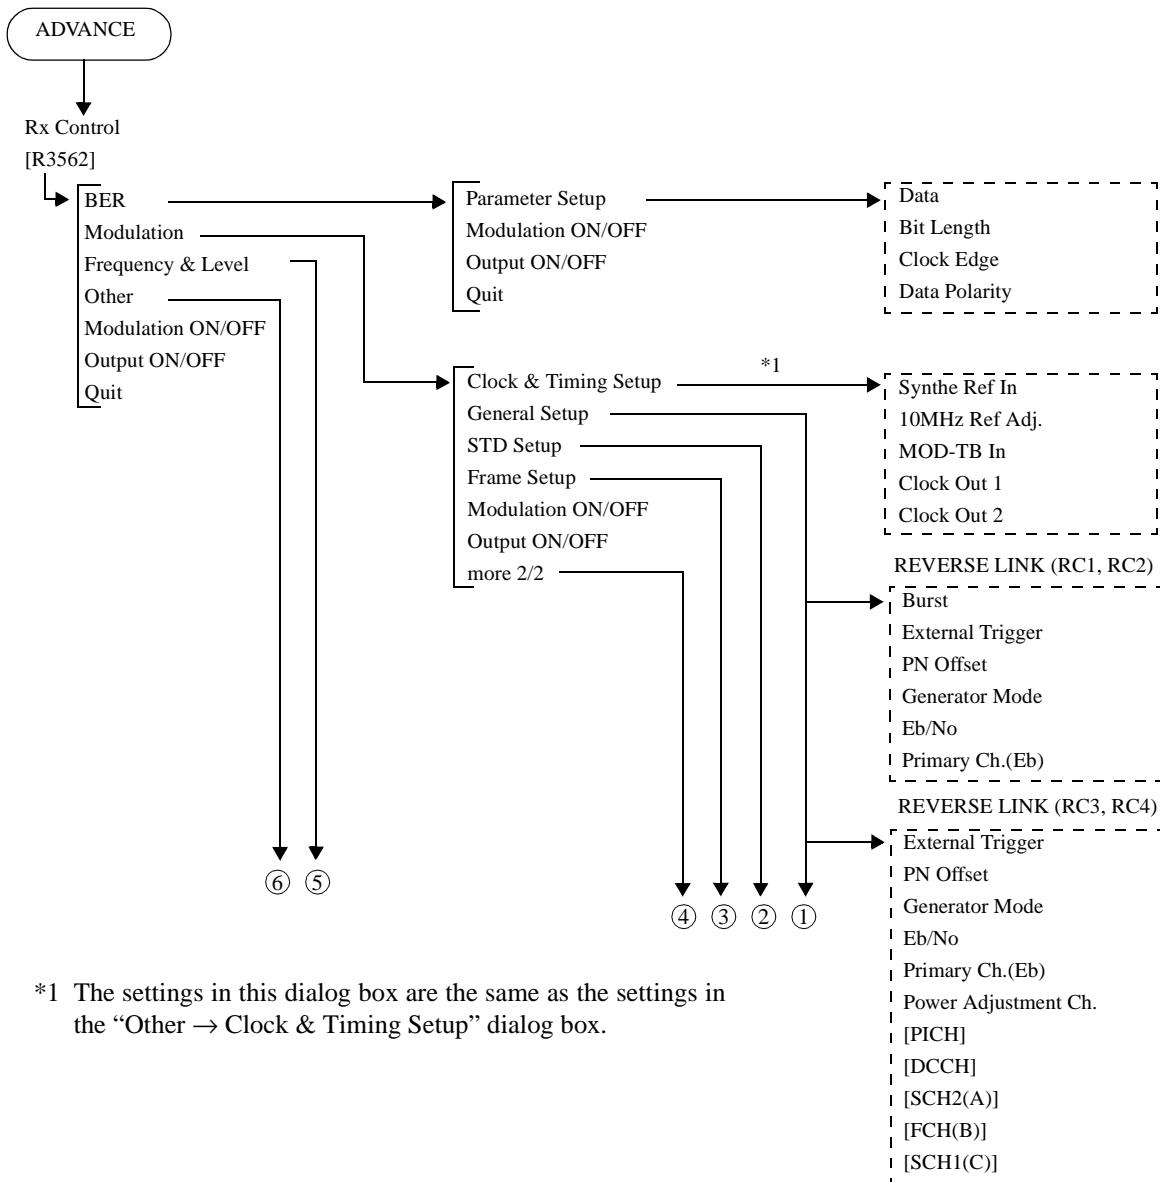 ADVANCE
Rx Control
[R3562]
BER
Modulation
Frequency & Level
Other
Modulation ON/OFF
Output ON/OFF
Quit
Parameter Setup
Modulation ON/OFF
Output ON/OFF
Quit
Data
Bit Length
Clock Edge
Data Polarity
*1
Clock & Timing Setup
General Setup
STD Setup
Frame Setup
Modulation ON/OFF
Output ON/OFF
more 2/2
Synthe Ref In
10MHz Ref Adj.
MOD-TB In
Clock Out 1
Clock Out 2
REVERSE LINK (RC1, RC2)
Burst
External Trigger
PN Offset
Generator Mode
Eb/No
Primary Ch.(Eb)
REVERSE LINK (RC3, RC4)
External Trigger
PN Offset
Generator Mode
Eb/No
Primary Ch.(Eb)
Power Adjustment Ch.
[PICH]
[DCCH]
[SCH2(A)]
[FCH(B)]
[SCH1(C)]
⑥ ⑤
④ ③ ② ①
*1 The settings in this dialog box are the same as the settings in
the “Other → Clock & Timing Setup” dialog box.